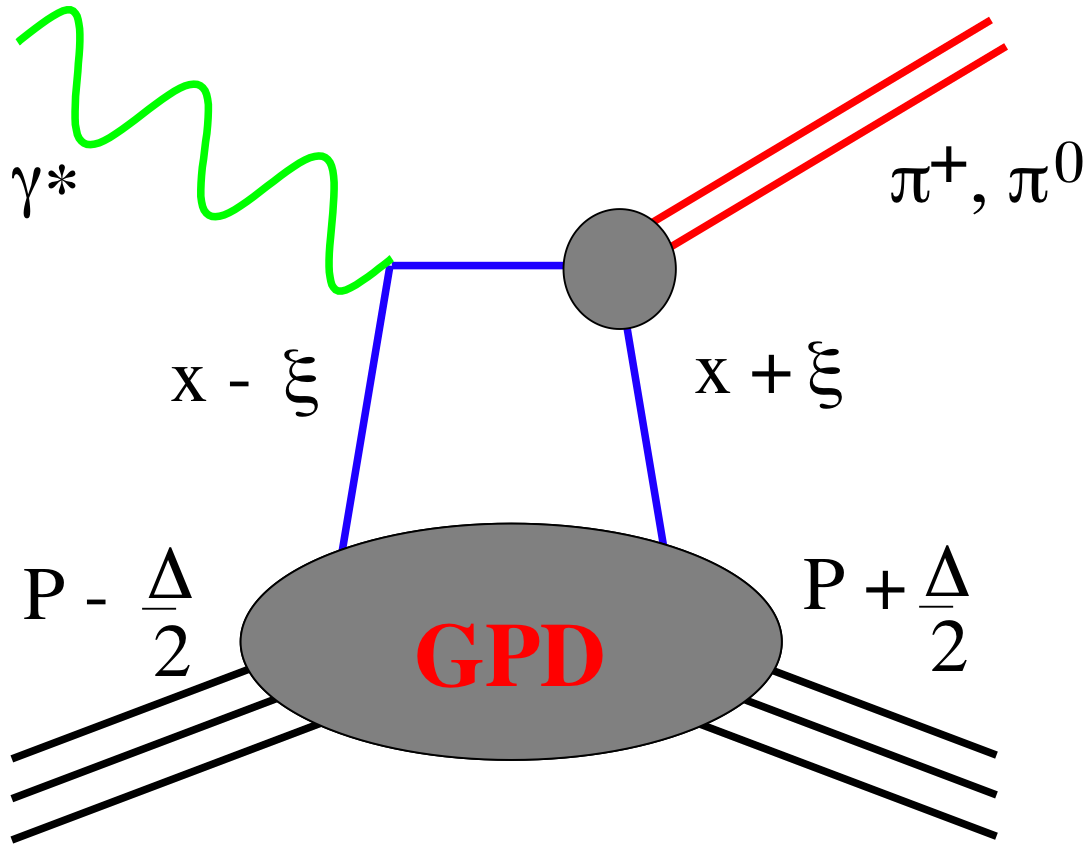 γ*
π⁺, π⁰
x - ξ
x + ξ
P - Δ/2
P + Δ/2
GPD